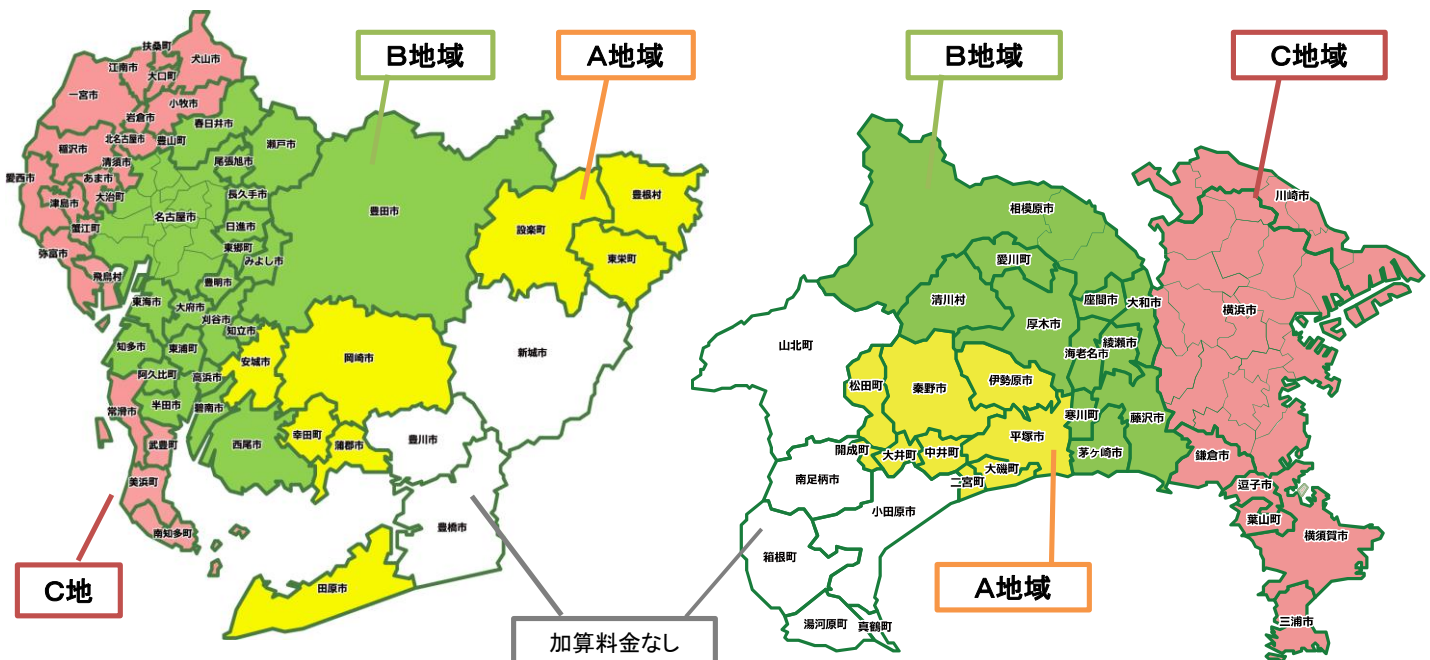 B地域
A地域
B地域
C地域
扶桑町
犬山市
江南市
大口町
一宮市
小牧市
岩倉市
春日井市
北名古屋市
豊山町
瀬戸市
稲沢市
清須市
尾張旭市
愛西市
あま市
長久手市
津島市
大治町
名古屋市
豊田市
蟹江町
日進市
東郷町
弥富市
みよし市
飛島村
豊明市
東海市
大府市
刈谷市
知立市
知多市
東浦町
安城市
岡崎市
阿久比町
高浜市
常滑市
半田市
碧南市
武豊町
西尾市
幸田町
蒲郡市
豊川市
美浜町
南知多町
豊橋市
田原市
設楽町
豊根村
東栄町
新城市
C地
加算料金なし
相模原市
川崎市
愛川町
清川村
座間市
大和市
厚木市
横浜市
山北町
海老名市
綾瀬市
松田町
秦野市
伊勢原市
寒川町
藤沢市
平塚市
開成町
大井町
中井町
茅ヶ崎市
鎌倉市
南足柄市
大磯町
二宮町
逗子市
小田原市
葉山町
横須賀市
箱根町
A地域
湯河原町
真鶴町
三浦市